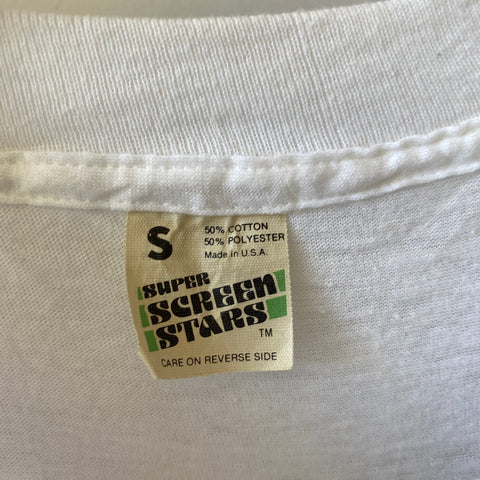 S
50% COTTON
50% POLYESTER
Made in U.S.A.
SUPER
SCREEN
STARS
TM
CARE ON REVERSE SIDE